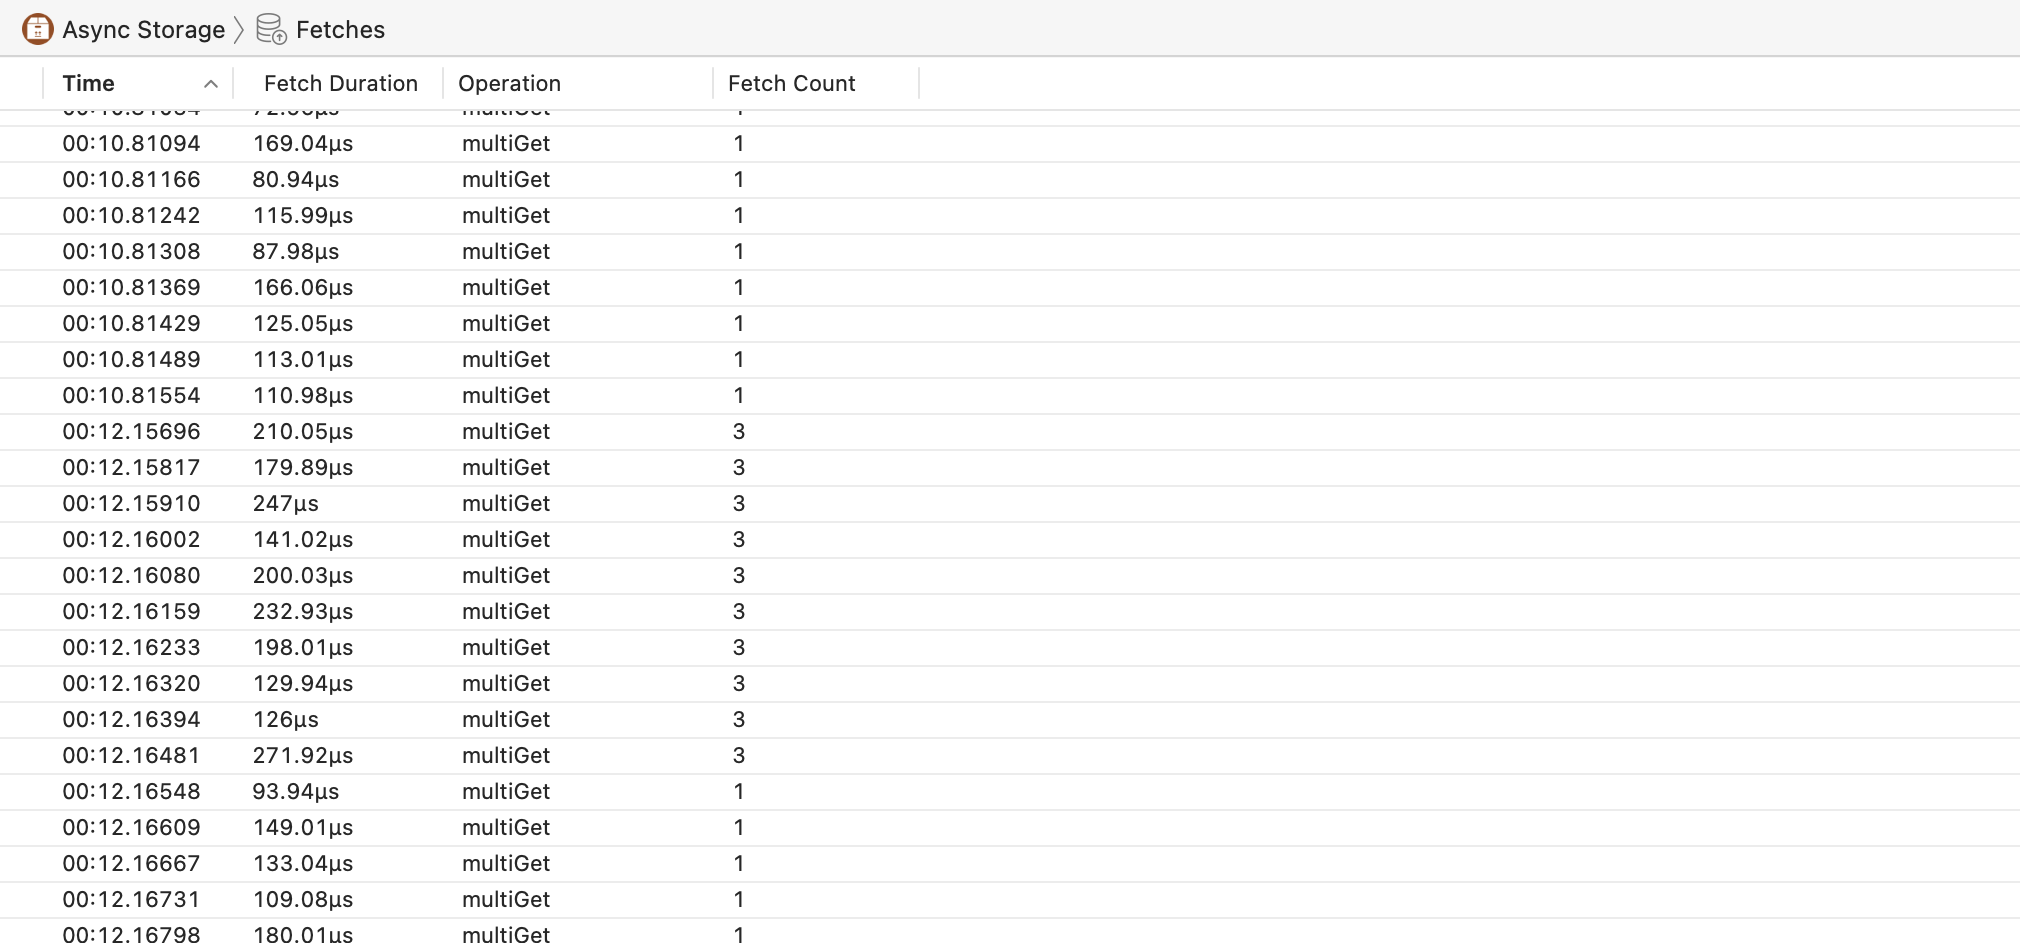 Async Storage Fetches
Time Fetch Duration Operation Fetch Count
00:10.81094 169.04µs multiGet 1
00:10.81166 80.94µs multiGet 1
00:10.81242 115.99µs multiGet 1
00:10.81308 87.98µs multiGet 1
00:10.81369 166.06µs multiGet 1
00:10.81429 125.05µs multiGet 1
00:10.81489 113.01µs multiGet 1
00:10.81554 110.98µs multiGet 1
00:12.15696 210.05µs multiGet 3
00:12.15817 179.89µs multiGet 3
00:12.15910 247µs multiGet 3
00:12.16002 141.02µs multiGet 3
00:12.16080 200.03µs multiGet 3
00:12.16159 232.93µs multiGet 3
00:12.16233 198.01µs multiGet 3
00:12.16320 129.94µs multiGet 3
00:12.16394 126µs multiGet 3
00:12.16481 271.92µs multiGet 3
00:12.16548 93.94µs multiGet 1
00:12.16609 149.01µs multiGet 1
00:12.16667 133.04µs multiGet 1
00:12.16731 109.08µs multiGet 1
00:12.16798 180.01µs multiGet 1